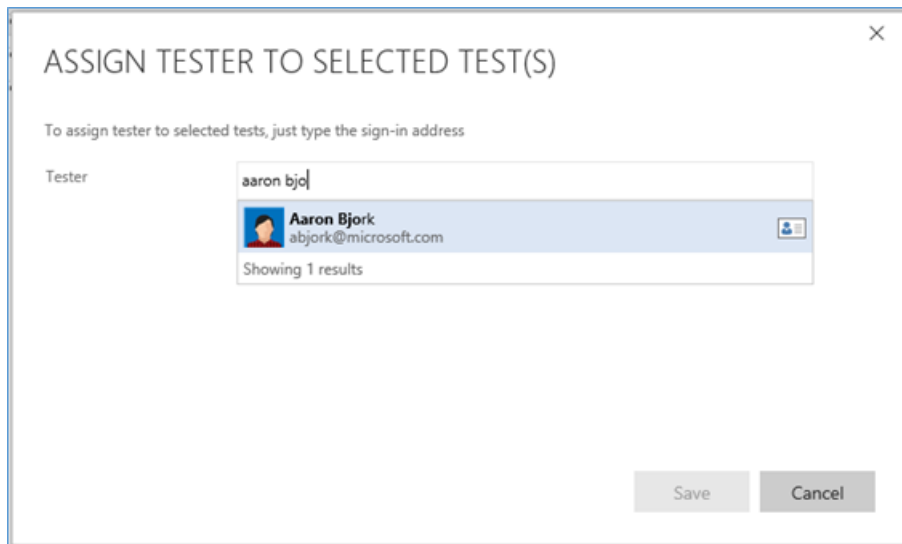 ASSIGN TESTER TO SELECTED TEST(S)
To assign tester to selected tests, just type the sign-in address
Tester
aaron bjo
Aaron Bjork
abjork@microsoft.com
Showing 1 results
Save
Cancel